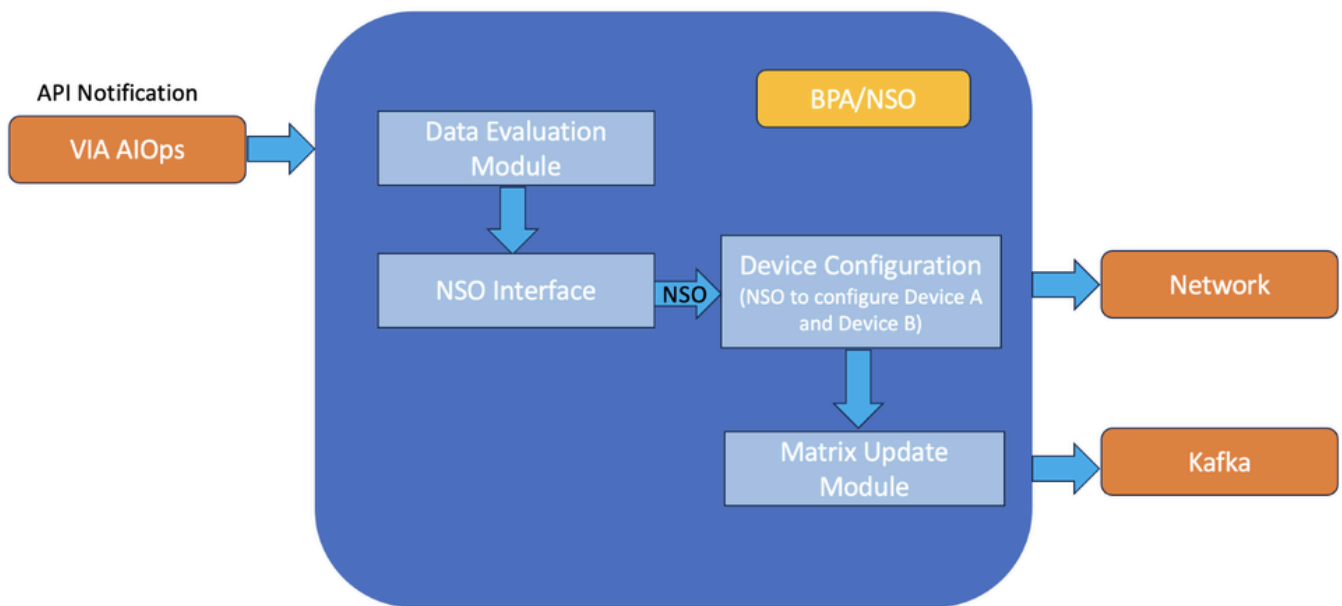 API Notification
VIA AIOps
BPA/NSO
Data Evaluation
Module
NSO Interface
NSO
Device Configuration
(NSO to configure Device A
and Device B)
Network
Matrix Update
Module
Kafka